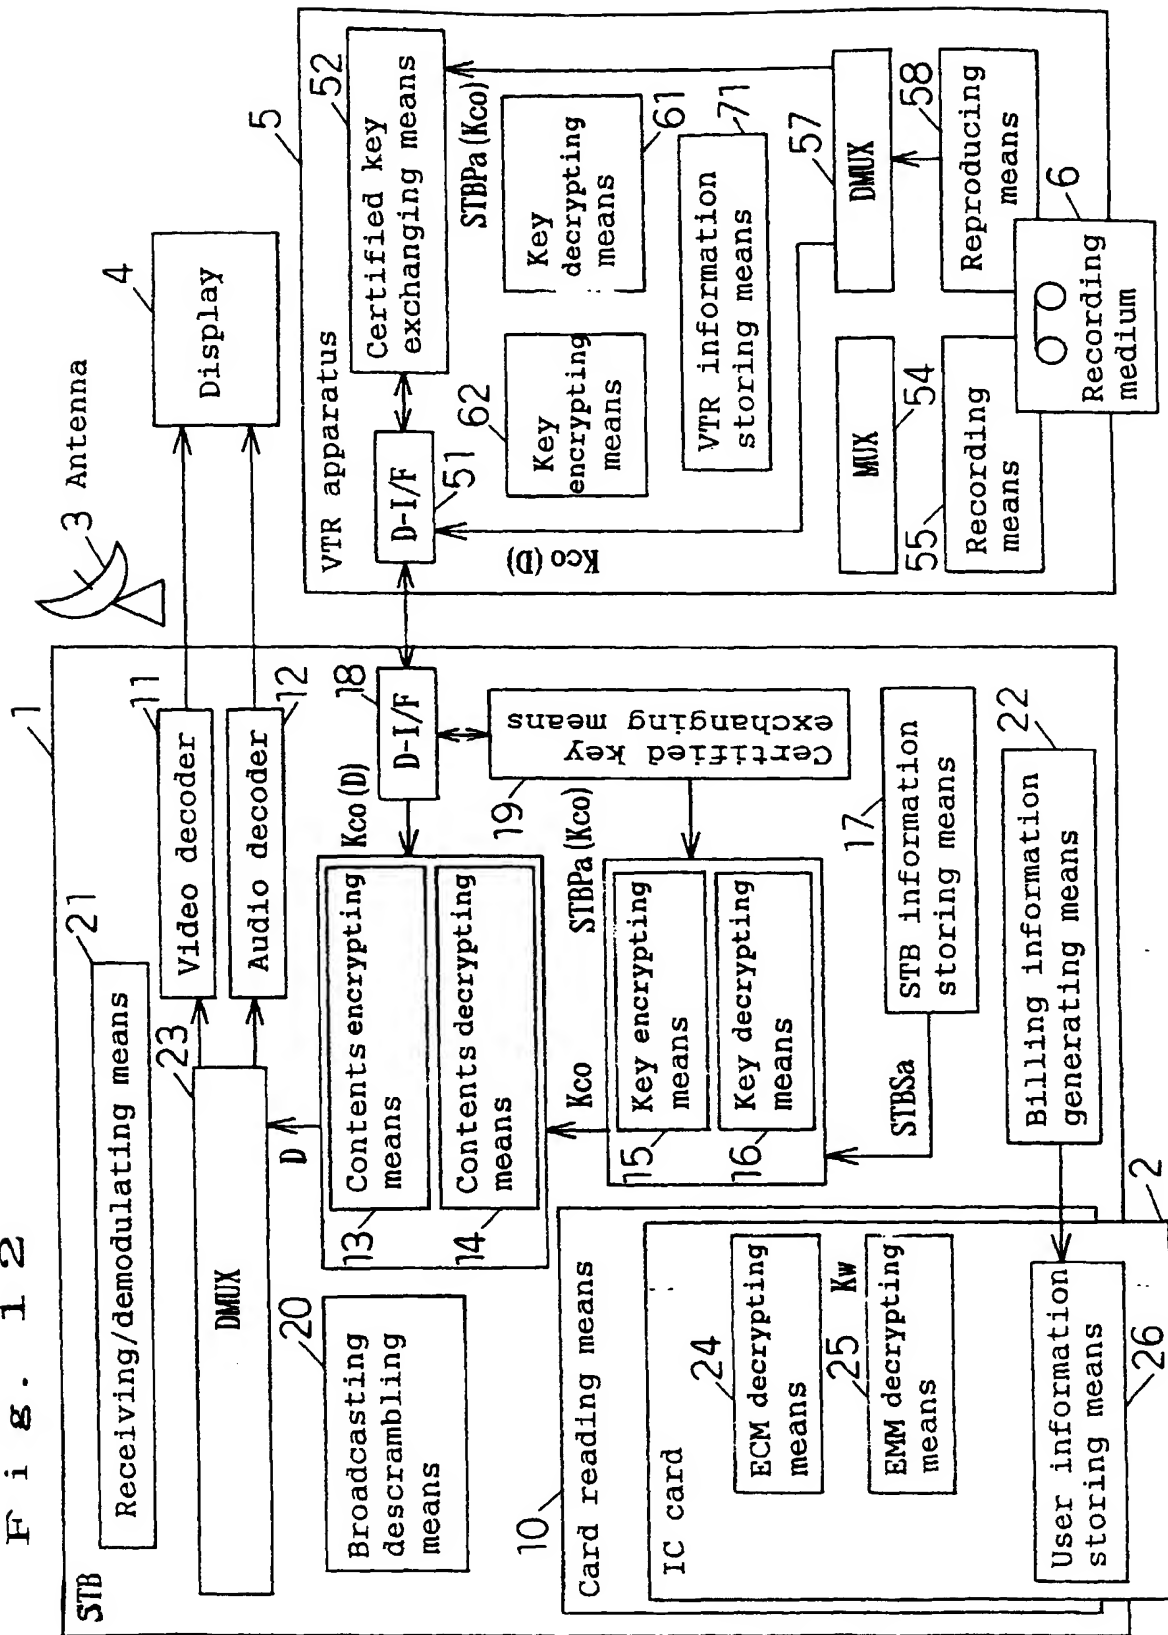 Fig. 12
1
STB
21
Receiving/demodulating means
23
DMUX
11
Video decoder
12
Audio decoder
3 Antenna
4
Display
20
Broadcasting
descrambling
means
D
13
Contents encrypting
means
14
Contents decrypting
means
Kco (D)
18
D-I/F
19
Certified key
exchanging means
Kco
STBPa (Kco)
15
Key encrypting
means
16
Key decrypting
means
STBSa
17
STB information
storing means
22
Billing information
generating means
10
Card reading means
2
IC card
24
ECM decrypting
means
Kw
25
EMM decrypting
means
26
User information
storing means
5
VTR apparatus
51
D-I/F
52
Certified key
exchanging means
Kco (D)
STBPa (Kco)
62
Key
encrypting
means
61
Key
decrypting
means
71
VTR information
storing means
54
MUX
57
DMUX
55
Recording
means
58
Reproducing
means
6
Recording
medium